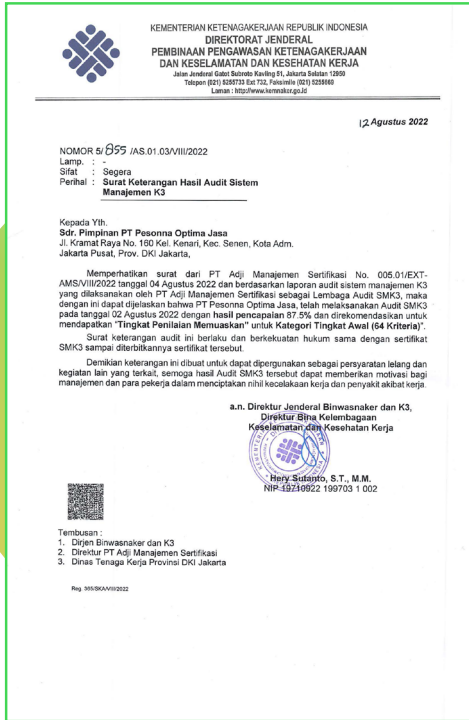 KEMENTERIAN KETENAGAKERJAAN REPUBLIK INDONESIA
DIREKTORAT JENDERAL
PEMBINAAN PENGAWASAN KETENAGAKERJAAN
DAN KESELAMATAN DAN KESEHATAN KERJA
Jalan Jenderal Gatot Subroto Kavling 51, Jakarta Selatan 12950
Telepon (021) 5255733 Ext 732, Faksimile (021) 5255669
Laman : http://www.kemnaker.go.id
12 Agustus 2022
NOMOR 5/ 855 /AS.01.03/VIII/2022
Lamp. : -
Sifat : Segera
Perihal : Surat Keterangan Hasil Audit Sistem
Manajemen K3
Kepada Yth.
Sdr. Pimpinan PT Pesonna Optima Jasa
Jl. Kramat Raya No. 160 Kel. Kenari, Kec. Senen, Kota Adm.
Jakarta Pusat, Prov. DKI Jakarta,
Memperhatikan surat dari PT Adji Manajemen Sertifikasi No. 005.01/EXT-
AMS/VIII/2022 tanggal 04 Agustus 2022 dan berdasarkan laporan audit sistem manajemen K3
yang dilaksanakan oleh PT Adji Manajemen Sertifikasi sebagai Lembaga Audit SMK3, maka
dengan ini dapat dijelaskan bahwa PT Pesonna Optima Jasa, telah melaksanakan Audit SMK3
pada tanggal 02 Agustus 2022 dengan hasil pencapaian 87.5% dan direkomendasikan untuk
mendapatkan "Tingkat Penilaian Memuaskan" untuk Kategori Tingkat Awal (64 Kriteria)".
Surat keterangan audit ini berlaku dan berkekuatan hukum sama dengan sertifikat
SMK3 sampai diterbitkannya sertifikat tersebut.
Demikian keterangan ini dibuat untuk dapat dipergunakan sebagai persyaratan lelang dan
kegiatan lain yang terkait, semoga hasil Audit SMK3 tersebut dapat memberikan motivasi bagi
manajemen dan para pekerja dalam menciptakan nihil kecelakaan kerja dan penyakit akibat kerja.
a.n. Direktur Jenderal Binwasnaker dan K3,
Direktur Bina Kelembagaan
Keselamatan dan Kesehatan Kerja
Hery Sutanto, S.T., M.M.
NIP 19710922 199703 1 002
Tembusan :
1. Dirjen Binwasnaker dan K3
2. Direktur PT Adji Manajemen Sertifikasi
3. Dinas Tenaga Kerja Provinsi DKI Jakarta
Reg. 365/SKA/VIII/2022